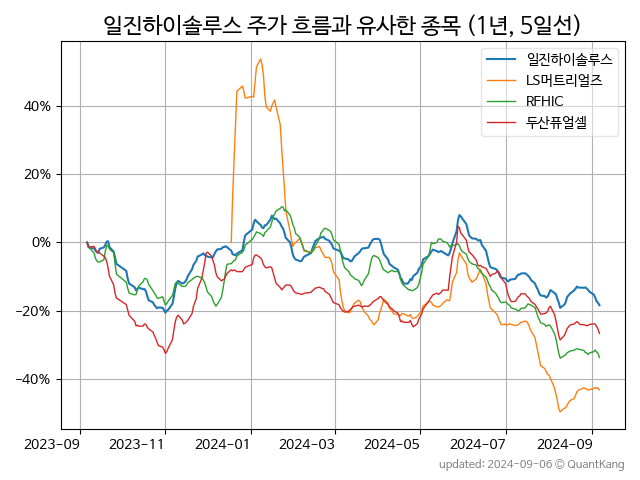 일진하이솔루스 주가 흐름과 유사한 종목 (1년, 5일선)
일진하이솔루스
LS머트리얼즈
RFHIC
두산퓨얼셀
40%
20%
0%
−20%
−40%
2023-09 2023-11 2024-01 2024-03 2024-05 2024-07 2024-09
updated: 2024-09-06 © QuantKang